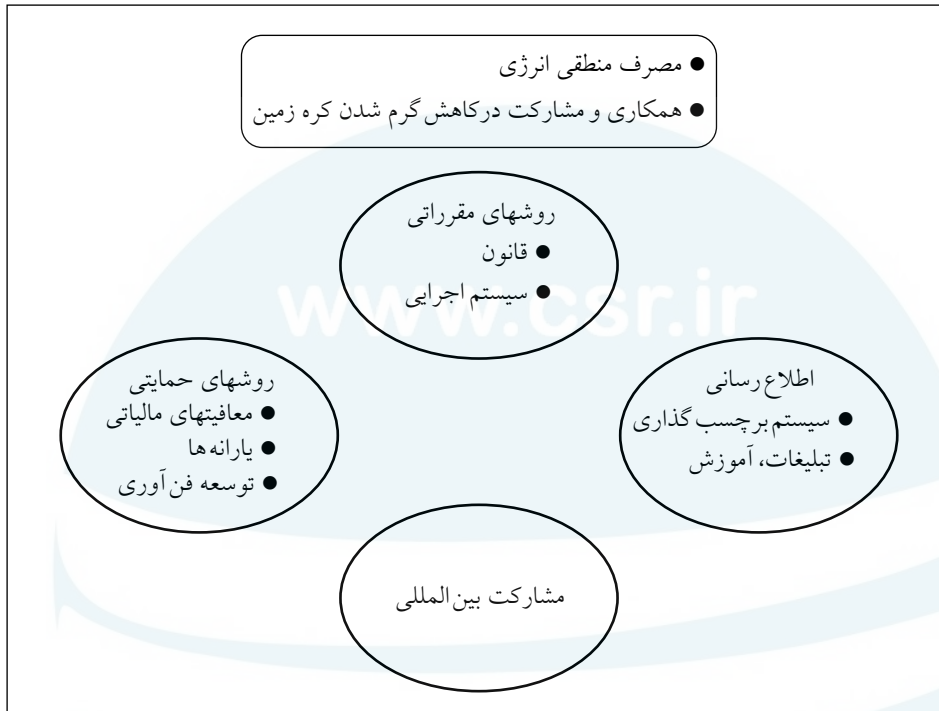 ● مصرف منطقی انرژی
● همکاری و مشارکت درکاهش گرم شدن کره زمین
روشهای مقرراتی
● قانون
● سیستم اجرایی
www.csr.ir
اطلاع رسانی
● سیستم برچسب گذاری
● تبلیغات، آموزش
روشهای حمایتی
● معافیتهای مالیاتی
● یارانه ها
● توسعه فن آوری
مشارکت بین المللی